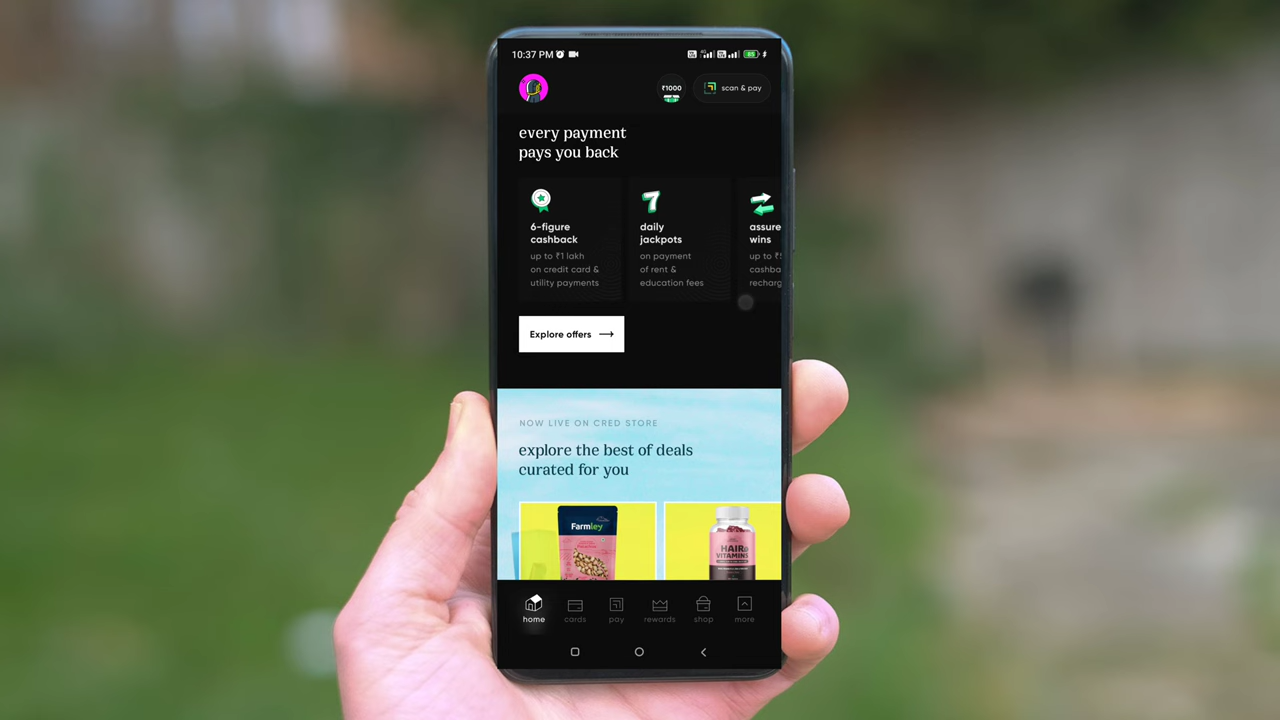 10:37 PM
85
₹1000
scan & pay
every payment
pays you back
6-figure
cashback
up to ₹1 lakh
on credit card &
utility payments
7
daily
jackpots
on payment
of rent &
education fees
assure
wins
up to ₹
cashba
recharg
Explore offers
NOW LIVE ON CRED STORE
explore the best of deals
curated for you
Farmley
HAIR
VITAMINS
home
cards
pay
rewards
shop
more